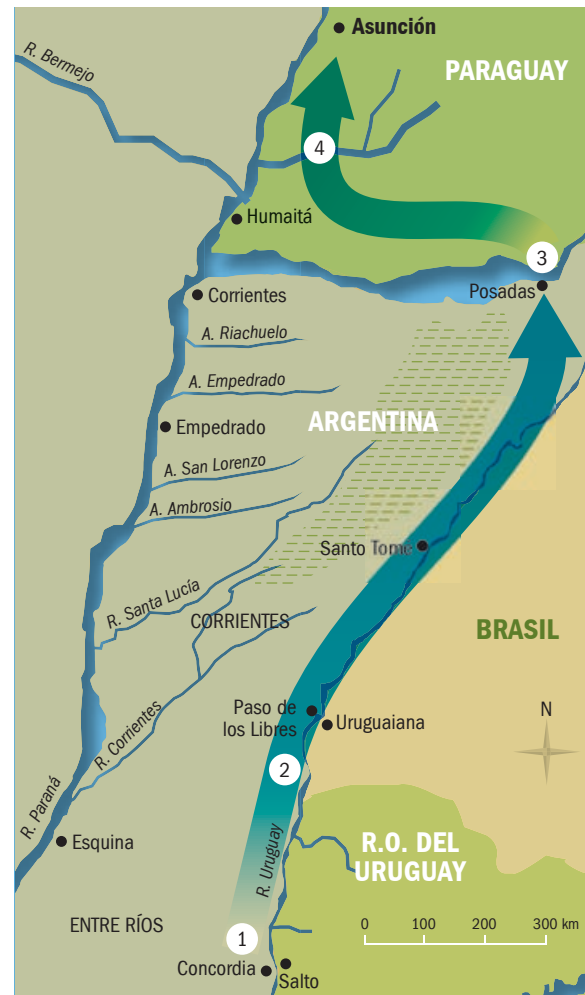 Asunción
R. Bermejo
PARAGUAY
4
Humaitá
3
Posadas
Corrientes
A. Riachuelo
A. Empedrado
ARGENTINA
Empedrado
A. San Lorenzo
A. Ambrosio
Santo Tome
R. Santa Lucía
CORRIENTES
BRASIL
Paso de
los Libres
Uruguaiana
N
R. Corrientes
2
R. Paraná
Esquina
R. Uruguay
R.O. DEL
URUGUAY
ENTRE RÍOS
1
0 100 200 300 km
Concordia
Salto